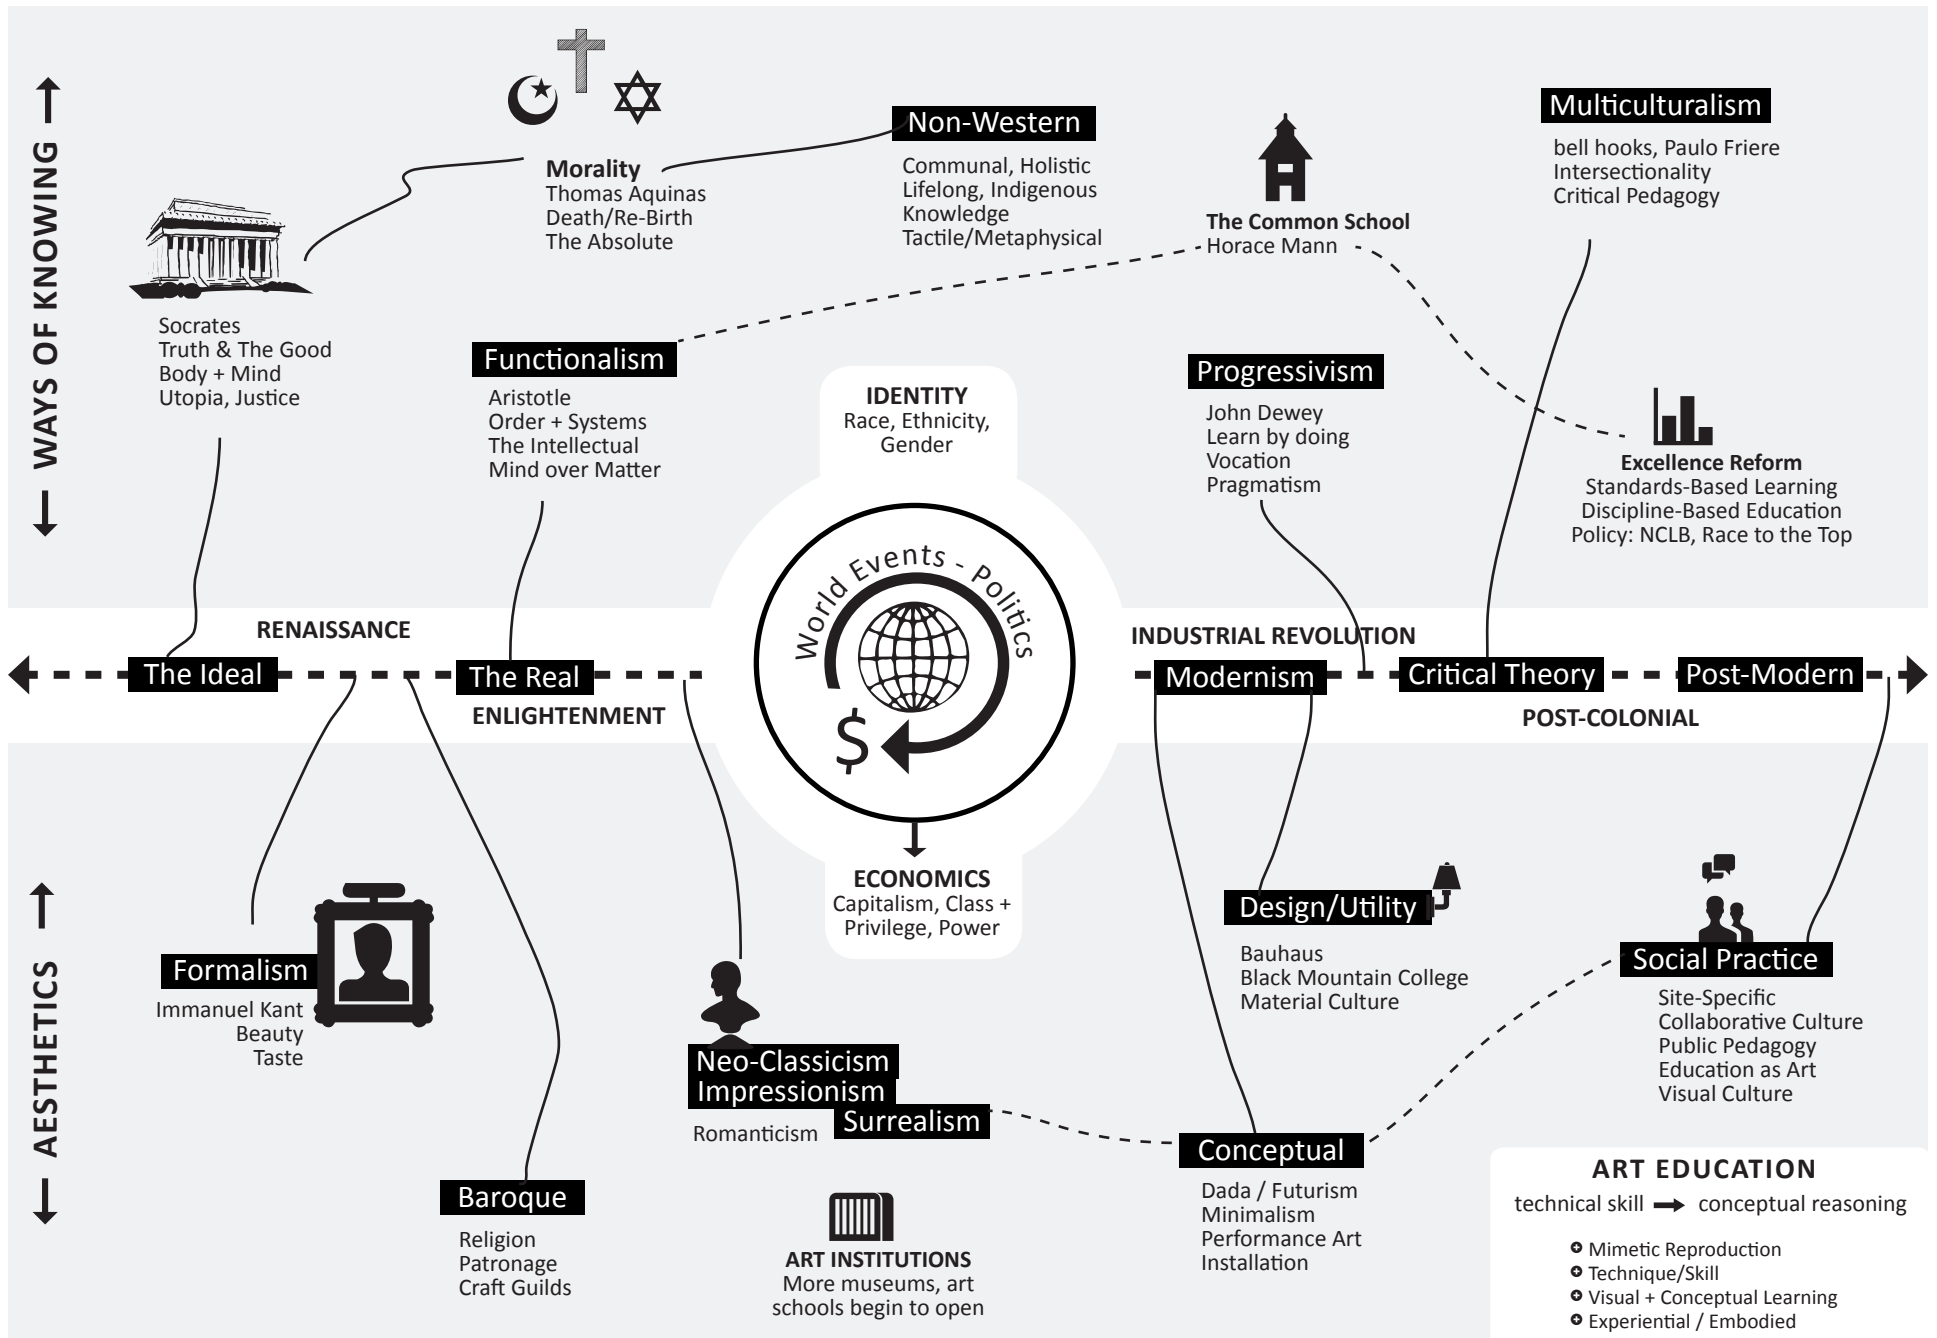 WAYS OF KNOWING
Morality
Thomas Aquinas
Death/Re-Birth
The Absolute
Non-Western
Communal, Holistic
Lifelong, Indigenous
Knowledge
Tactile/Metaphysical
The Common School
Horace Mann
Multiculturalism
bell hooks, Paulo Friere
Intersectionality
Critical Pedagogy
Socrates
Truth & The Good
Body + Mind
Utopia, Justice
Functionalism
Aristotle
Order + Systems
The Intellectual
Mind over Matter
IDENTITY
Race, Ethnicity,
Gender
Progressivism
John Dewey
Learn by doing
Vocation
Pragmatism
Excellence Reform
Standards-Based Learning
Discipline-Based Education
Policy: NCLB, Race to the Top
World Events - Politics
$
RENAISSANCE
The Ideal
The Real
ENLIGHTENMENT
INDUSTRIAL REVOLUTION
Modernism
Critical Theory
Post-Modern
POST-COLONIAL
ECONOMICS
Capitalism, Class +
Privilege, Power
AESTHETICS
Formalism
Immanuel Kant
Beauty
Taste
Baroque
Religion
Patronage
Craft Guilds
Neo-Classicism
Impressionism
Surrealism
Romanticism
ART INSTITUTIONS
More museums, art
schools begin to open
Design/Utility
Bauhaus
Black Mountain College
Material Culture
Conceptual
Dada / Futurism
Minimalism
Performance Art
Installation
Social Practice
Site-Specific
Collaborative Culture
Public Pedagogy
Education as Art
Visual Culture
ART EDUCATION
technical skill → conceptual reasoning
Mimetic Reproduction
Technique/Skill
Visual + Conceptual Learning
Experiential / Embodied